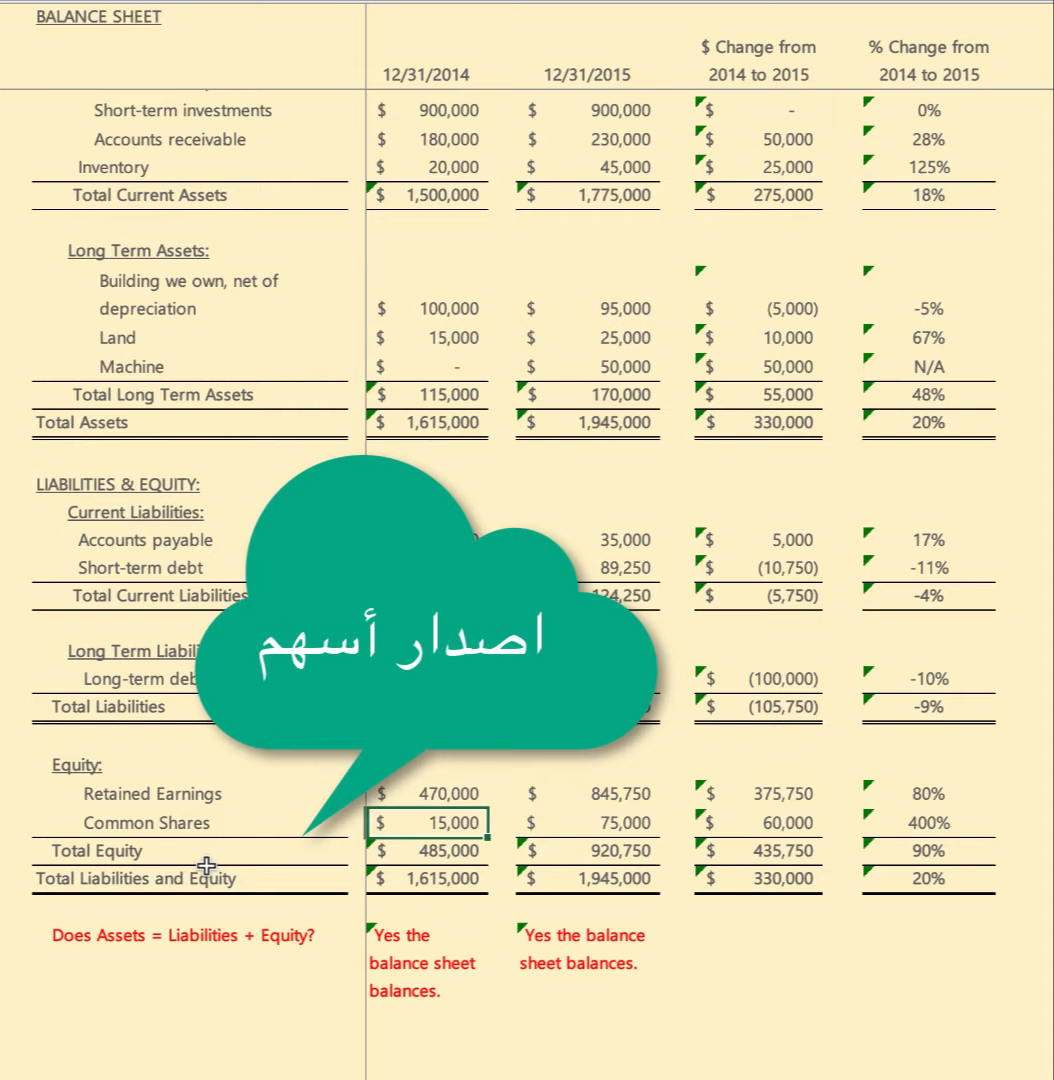 BALANCE SHEET
$ Change from % Change from
12/31/2014 12/31/2015 2014 to 2015 2014 to 2015
Short-term investments $ 900,000 $ 900,000 $ - 0%
Accounts receivable $ 180,000 $ 230,000 $ 50,000 28%
Inventory $ 20,000 $ 45,000 $ 25,000 125%
Total Current Assets $ 1,500,000 $ 1,775,000 $ 275,000 18%
Long Term Assets:
Building we own, net of
depreciation $ 100,000 $ 95,000 $ (5,000) -5%
Land $ 15,000 $ 25,000 $ 10,000 67%
Machine $ - $ 50,000 $ 50,000 N/A
Total Long Term Assets $ 115,000 $ 170,000 $ 55,000 48%
Total Assets $ 1,615,000 $ 1,945,000 $ 330,000 20%
LIABILITIES & EQUITY:
Current Liabilities:
Accounts payable 35,000 $ 5,000 17%
Short-term debt 89,250 $ (10,750) -11%
Total Current Liabilities $ (5,750) -4%
اصدار أسهم
Long Term
Long-term $ (100,000) -10%
Total Liabilities $ (105,750) -9%
Equity:
Retained Earnings $ 470,000 $ 845,750 $ 375,750 80%
Common Shares $ 15,000 $ 75,000 $ 60,000 400%
Total Equity $ 485,000 $ 920,750 $ 435,750 90%
Total Liabilities and Equity $ 1,615,000 $ 1,945,000 $ 330,000 20%
Does Assets = Liabilities + Equity? Yes the Yes the balance
balance sheet sheet balances.
balances.